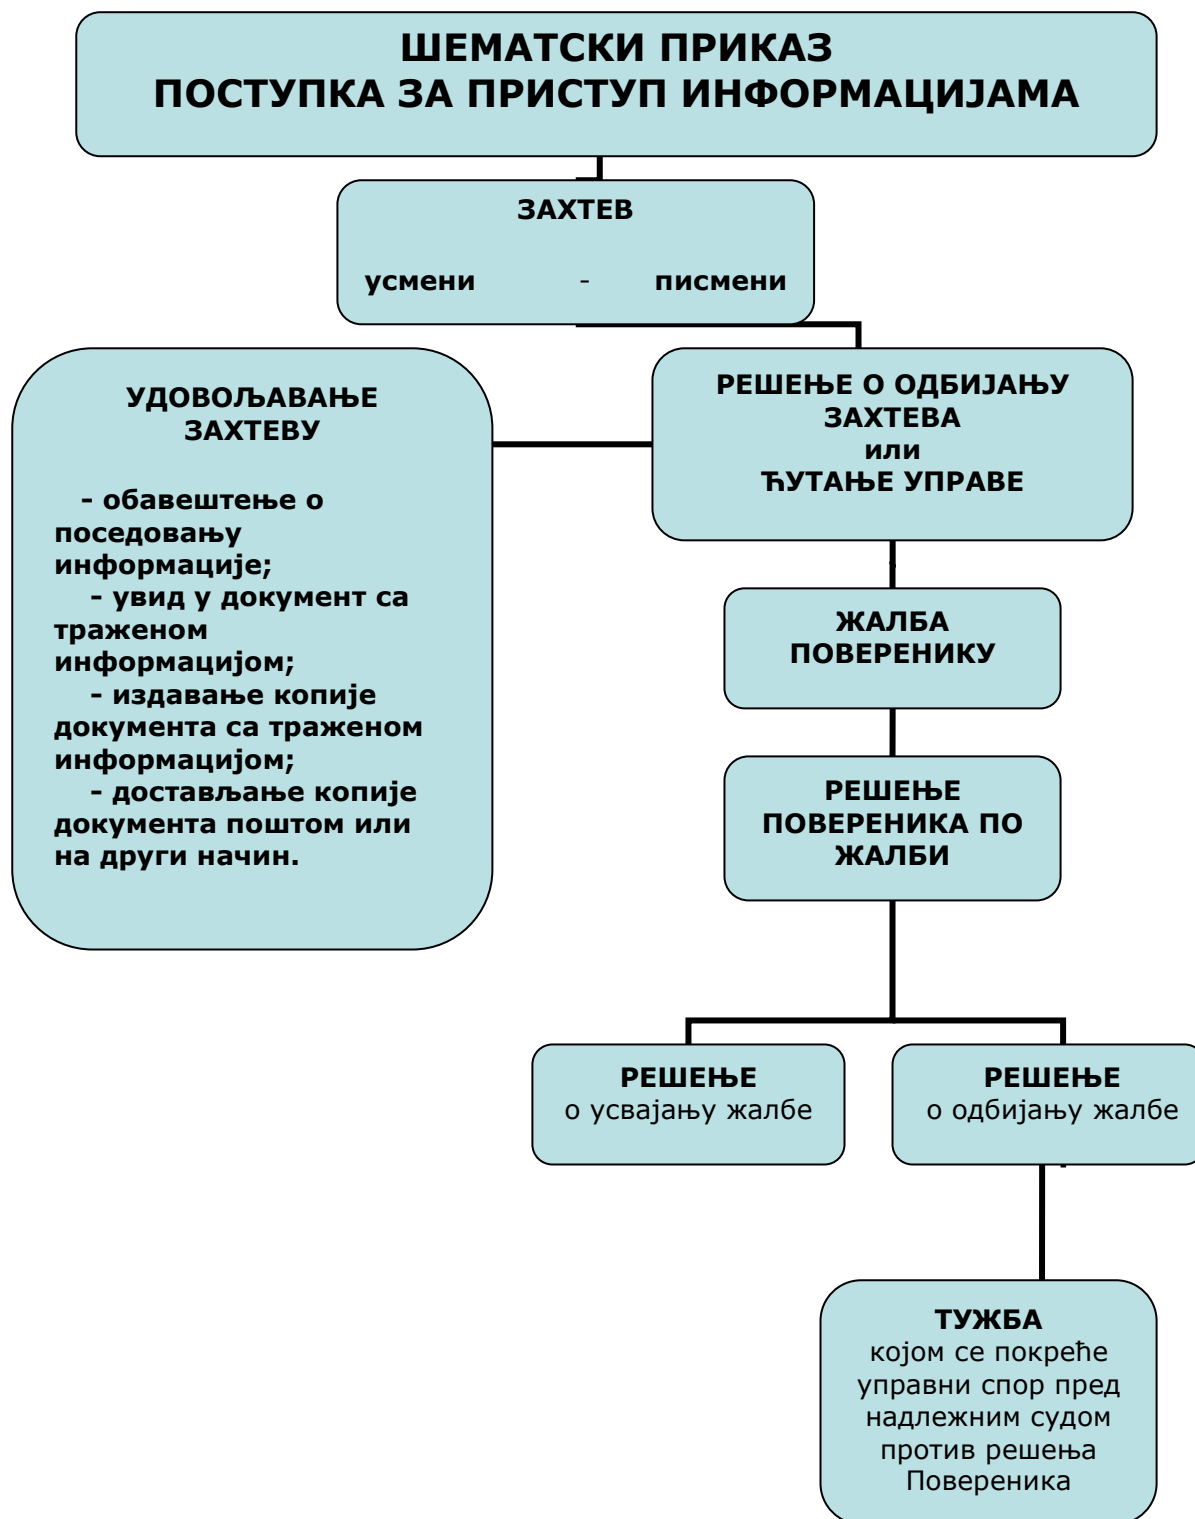 ШЕМАТСКИ ПРИКАЗ
ПОСТУПКА ЗА ПРИСТУП ИНФОРМАЦИЈАМА
ЗАХТЕВ
усмени - писмени
УДОВОЉАВАЊЕ
ЗАХТЕВУ
- обавештење о
поседовању
информације;
- увид у документ са
траженом
информацијом;
- издавање копије
документа са траженом
информацијом;
- достављање копије
документа поштом или
на други начин.
РЕШЕЊЕ О ОДБИЈАЊУ
ЗАХТЕВА
или
ЋУТАЊЕ УПРАВЕ
ЖАЛБА
ПОВЕРЕНИКУ
РЕШЕЊЕ
ПОВЕРЕНИКА ПО
ЖАЛБИ
РЕШЕЊЕ
о усвајању жалбе
РЕШЕЊЕ
о одбијању жалбе
ТУЖБА
којом се покреће
управни спор пред
надлежним судом
против решења
Повереника